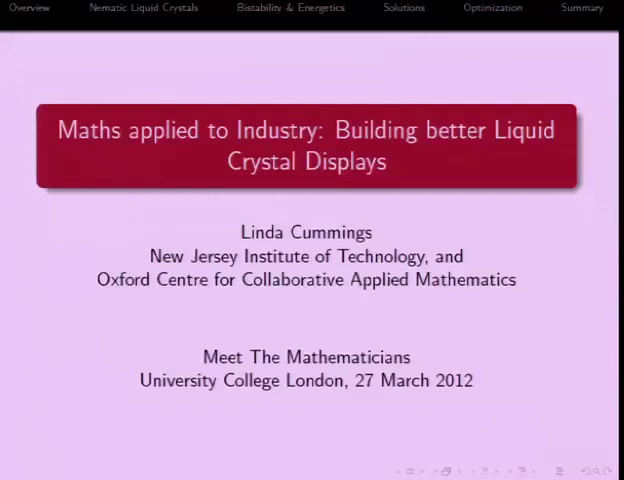 Overview Nematic Liquid Crystals Bistability & Energetics Solutions Optimization Summary
Maths applied to Industry: Building better Liquid
Crystal Displays
Linda Cummings
New Jersey Institute of Technology, and
Oxford Centre for Collaborative Applied Mathematics
Meet The Mathematicians
University College London, 27 March 2012